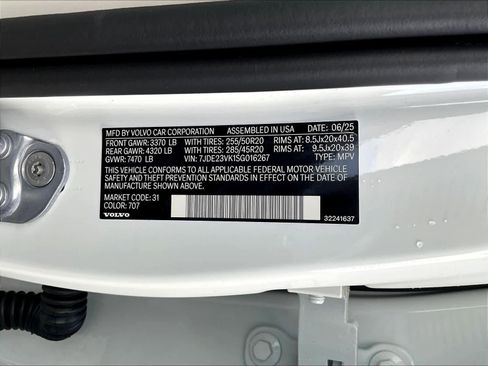 MFD BY VOLVO CAR CORPORATION ASSEMBLED IN USA DATE: 06/25
FRONT GAWR:3370 LB WITH TIRES: 255/50R20 RIMS AT: 8.5Jx20x40.5
REAR GAWR: 4320 LB WITH TIRES: 285/45R20 RIMS AT: 9.5Jx20x39
GVWR: 7470 LB VIN: 7JDE23VK1SG016267 TYPE: MPV
THIS VEHICLE CONFORMS TO ALL APPLICABLE FEDERAL MOTOR VEHICLE
SAFETY AND THEFT PREVENTION STANDARDS IN EFFECT ON THE DATE OF
MANUFACTURE SHOWN ABOVE.
MARKET CODE: 31
COLOR: 707
VOLVO 32241637